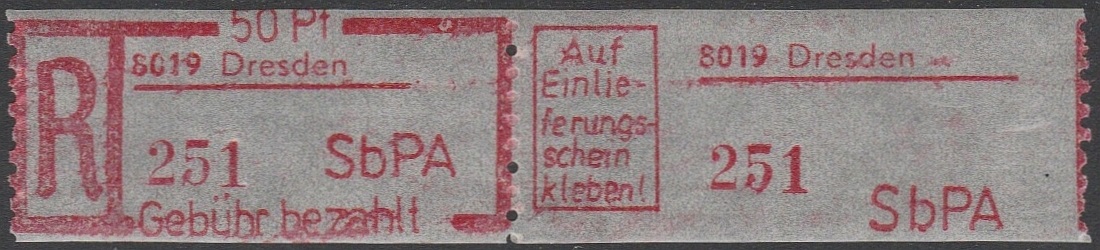 50 Pf
R
8019 Dresden
251 SbPA
Gebühr bezahlt
Auf
Einlie-
ferungs-
schein
kleben!
8019 Dresden
251
SbPA